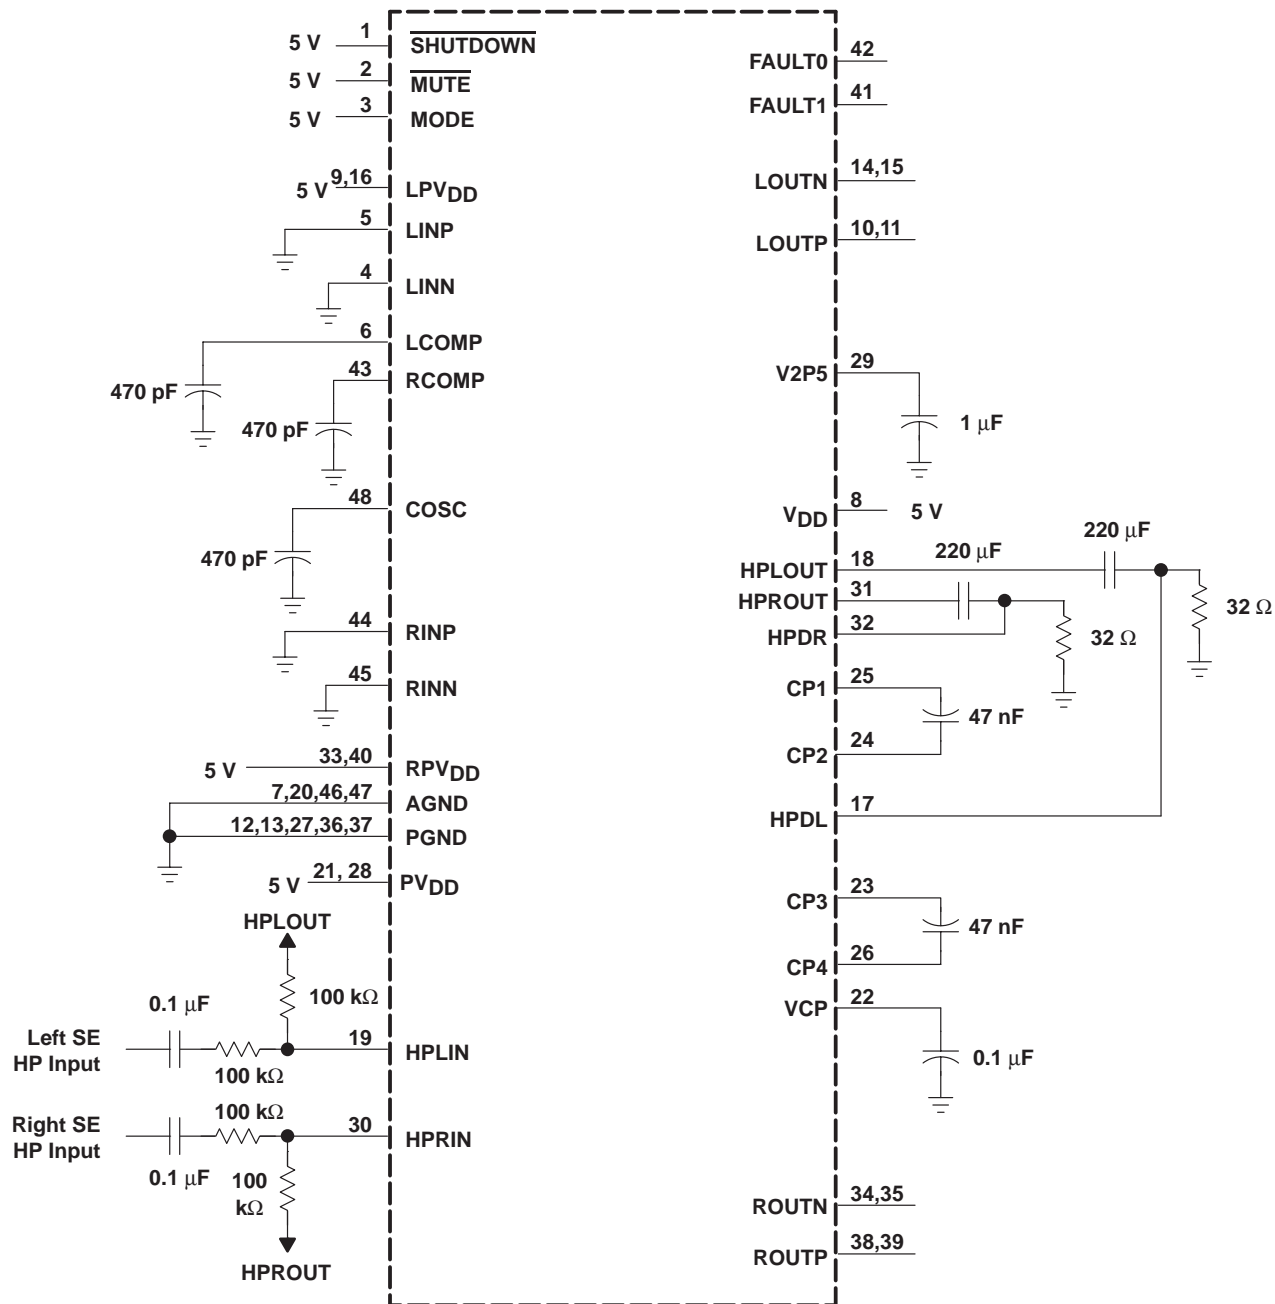 5 V 1 SHUTDOWN
5 V 2 MUTE
5 V 3 MODE
5 V 9,16 LPVDD
5 LINP
4 LINN
6 LCOMP
470 pF
43 RCOMP
470 pF
48 COSC
470 pF
44 RINP
45 RINN
5 V 33,40 RPVDD
7,20,46,47 AGND
12,13,27,36,37 PGND
5 V 21, 28 PVDD
HPLOUT
100 kΩ
0.1 μF
Left SE
HP Input
100 kΩ
19 HPLIN
Right SE
HP Input
100 kΩ
0.1 μF
30 HPRIN
100
kΩ
HPROUT
FAULT0 42
FAULT1 41
LOUTN 14,15
LOUTP 10,11
V2P5 29
1 μF
VDD 8 5 V
HPLOUT 18
220 μF
32 Ω
HPROUT 31
220 μF
32 Ω
HPDR 32
CP1 25
47 nF
CP2 24
HPDL 17
CP3 23
47 nF
CP4 26
VCP 22
0.1 μF
ROUTN 34,35
ROUTP 38,39